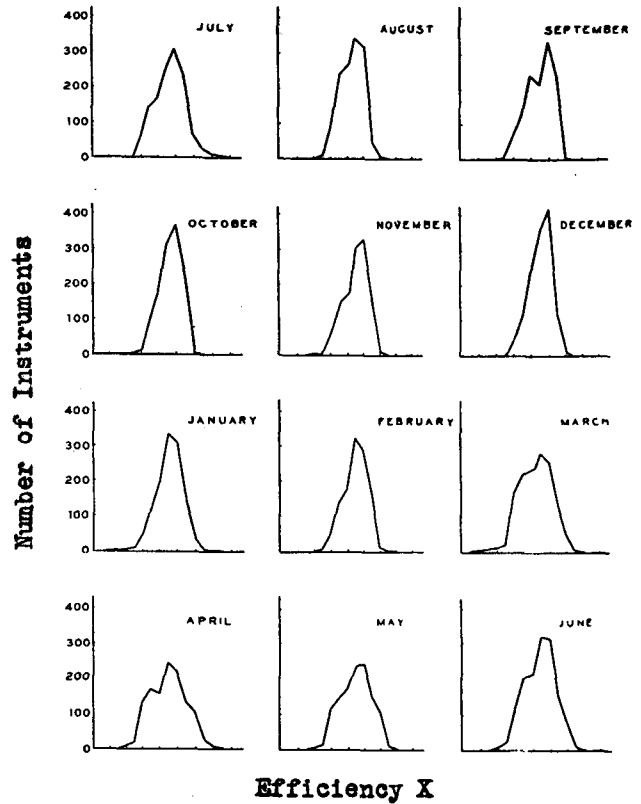 400
300
200
100
0
JULY
AUGUST
SEPTEMBER
400
300
200
100
0
OCTOBER
NOVEMBER
DECEMBER
400
300
200
100
0
JANUARY
FEBRUARY
MARCH
400
300
200
100
0
APRIL
MAY
JUNE
Number of Instruments
Efficiency X